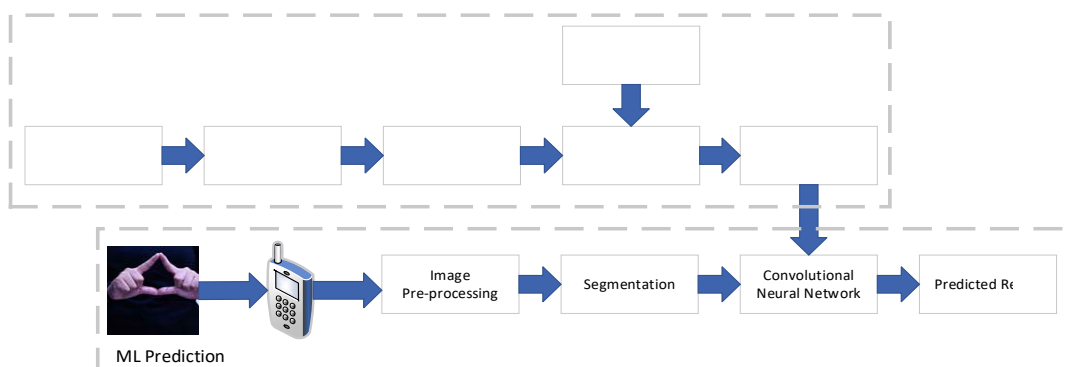 Image
Pre-processing
Segmentation
Convolutional
Neural Network
Predicted Re
ML Prediction